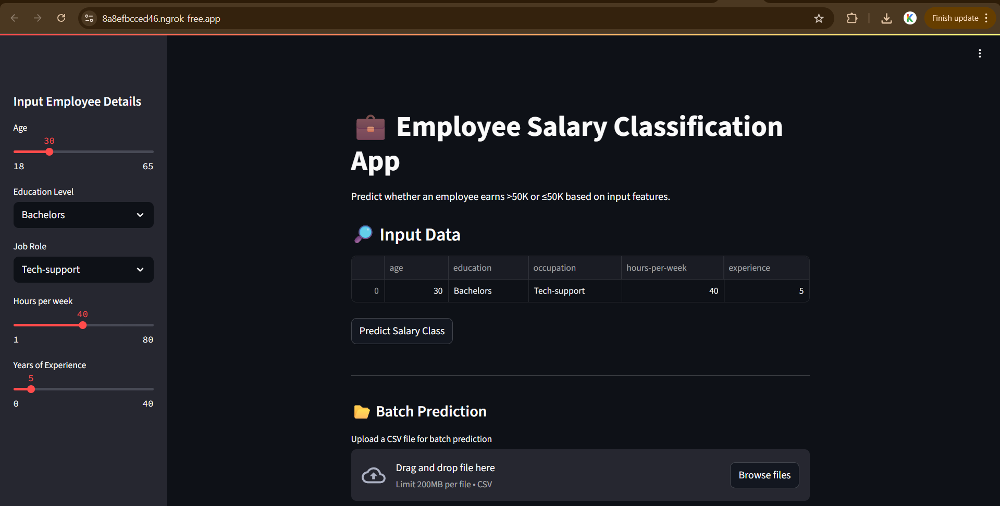 8a8efbcced46.ngrok-free.app
K
Finish update
Input Employee Details
Age
30
18 65
Education Level
Bachelors
Job Role
Tech-support
Hours per week
40
1 80
Years of Experience
5
0 40
Employee Salary Classification
App
Predict whether an employee earns >50K or ≤50K based on input features.
Input Data
age education occupation hours-per-week experience
0 30 Bachelors Tech-support 40 5
Predict Salary Class
Batch Prediction
Upload a CSV file for batch prediction
Drag and drop file here
Limit 200MB per file • CSV
Browse files